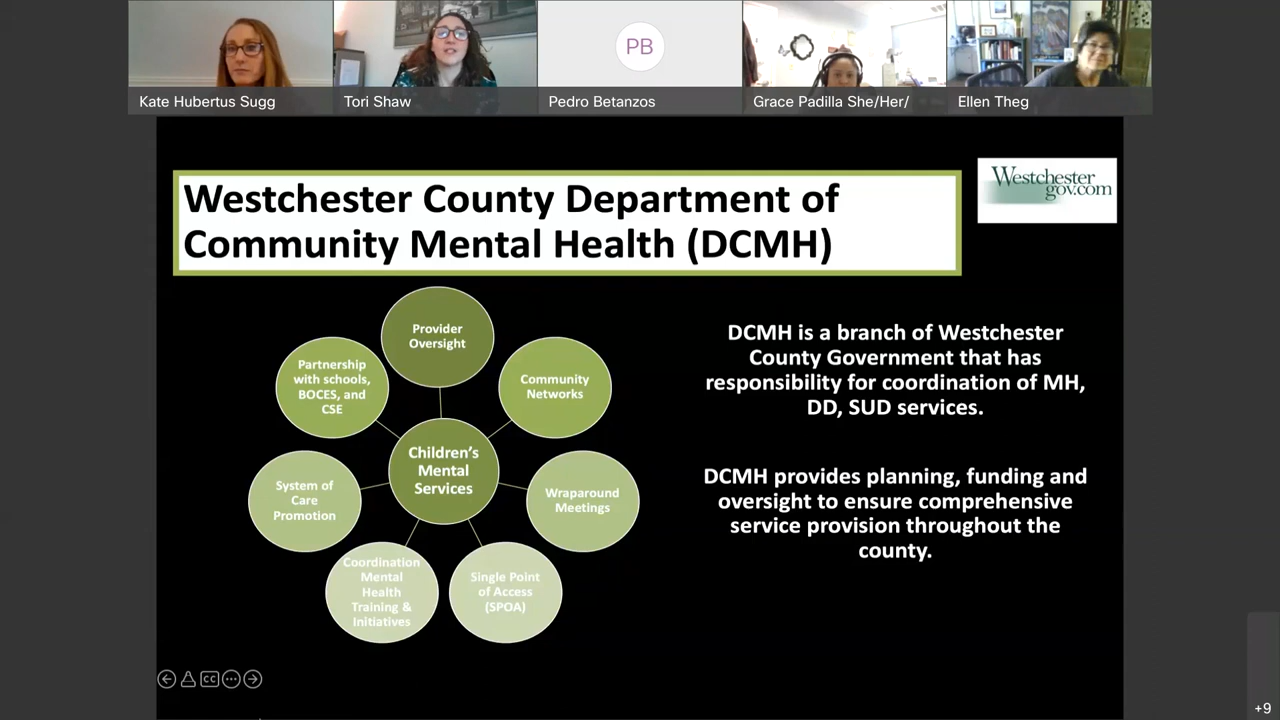 PB
Kate Hubertus Sugg
Tori Shaw
Pedro Betanzos
Grace Padilla She/Her/
Ellen Theg
Westchester County Department of
Community Mental Health (DCMH)
Westchester
gov.com
Provider
Oversight
Partnership
with schools,
BOCES, and
CSE
Community
Networks
Children's
Mental
Services
System of
Care
Promotion
Wraparound
Meetings
Coordination
Mental
Health
Training &
Initiatives
Single Point
of Access
(SPOA)
DCMH is a branch of Westchester
County Government that has
responsibility for coordination of MH,
DD, SUD services.
DCMH provides planning, funding and
oversight to ensure comprehensive
service provision throughout the
county.
CC
+9